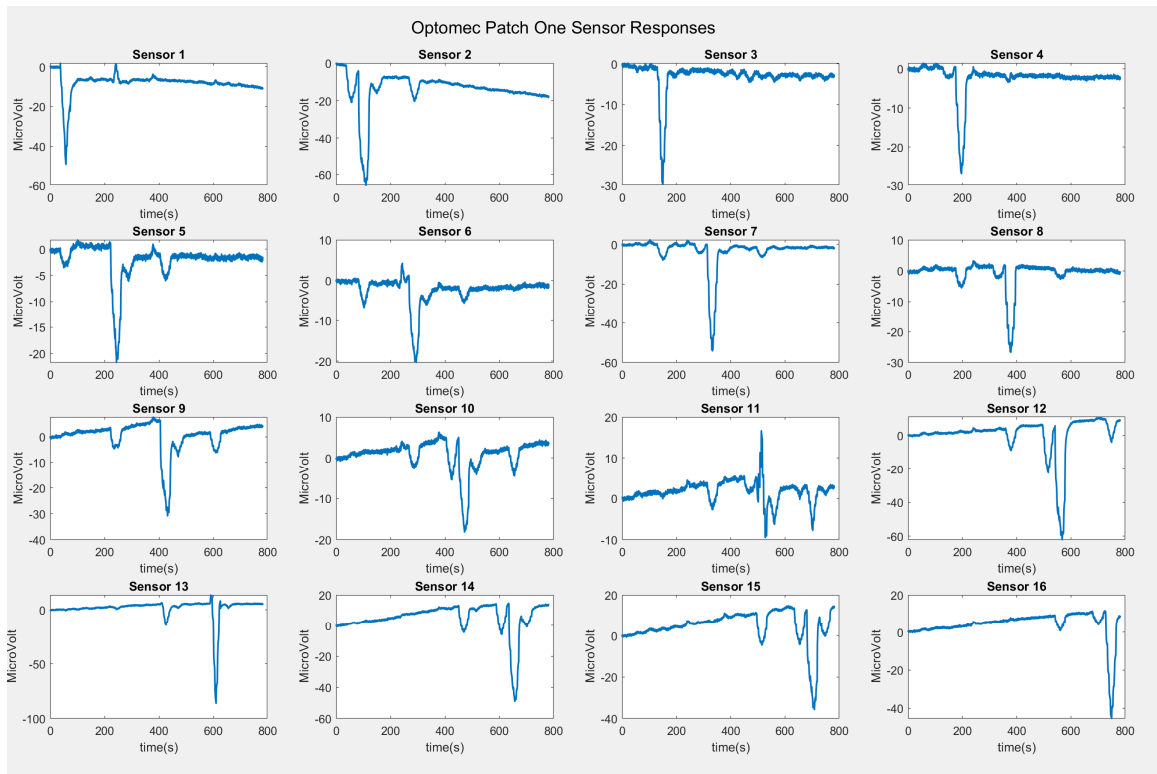 Optomec Patch One Sensor Responses
Sensor 1
Sensor 2
Sensor 3
Sensor 4
0
-20
-40
-60
0
-20
-40
-60
0
-10
-20
-30
0
-10
-20
-30
MicroVolt
MicroVolt
MicroVolt
MicroVolt
0 200 400 600 800
0 200 400 600 800
0 200 400 600 800
0 200 400 600 800
time(s)
time(s)
time(s)
time(s)
Sensor 5
Sensor 6
Sensor 7
Sensor 8
0
-5
-10
-15
-20
10
0
-10
-20
0
-20
-40
-60
10
0
-10
-20
-30
MicroVolt
MicroVolt
MicroVolt
MicroVolt
0 200 400 600 800
0 200 400 600 800
0 200 400 600 800
0 200 400 600 800
time(s)
time(s)
time(s)
time(s)
Sensor 9
Sensor 10
Sensor 11
Sensor 12
0
-10
-20
-30
-40
10
0
-10
-20
20
10
0
-10
0
-20
-40
-60
MicroVolt
MicroVolt
MicroVolt
MicroVolt
0 200 400 600 800
0 200 400 600 800
0 200 400 600 800
0 200 400 600 800
time(s)
time(s)
time(s)
time(s)
Sensor 13
Sensor 14
Sensor 15
Sensor 16
0
-50
-100
20
0
-20
-40
-60
20
0
-20
-40
20
0
-20
-40
MicroVolt
MicroVolt
MicroVolt
MicroVolt
0 200 400 600 800
0 200 400 600 800
0 200 400 600 800
0 200 400 600 800
time(s)
time(s)
time(s)
time(s)